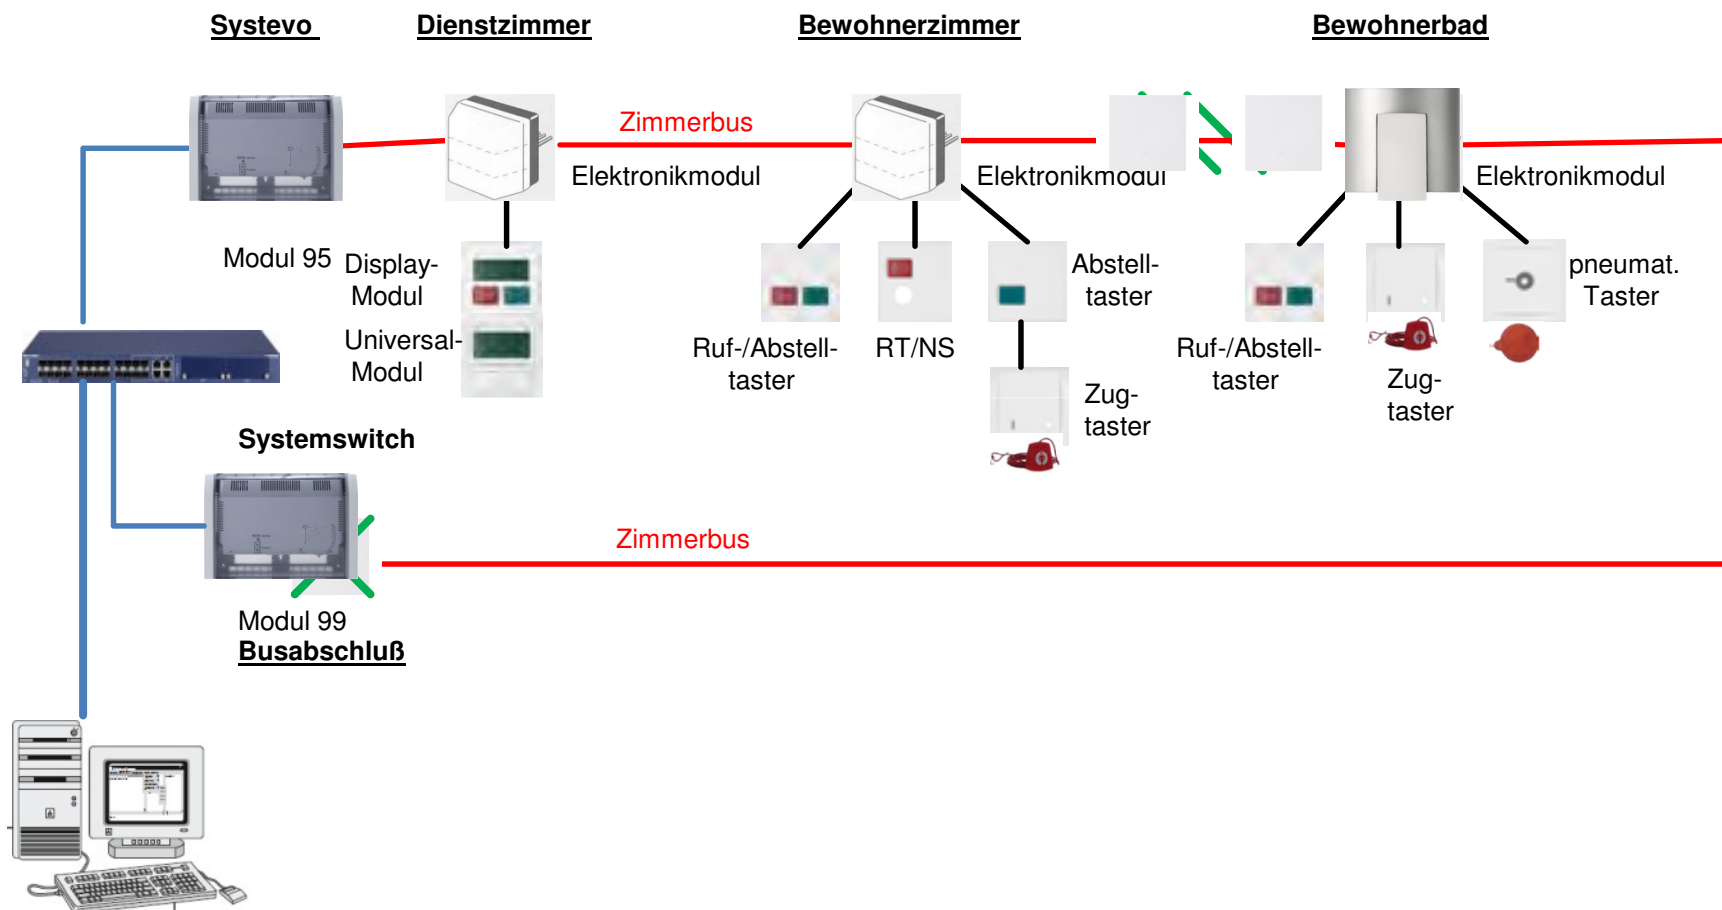 Systevo
Dienstzimmer
Bewohnerzimmer
Bewohnerbad
Zimmerbus
Elektronikmodul
Elektronikmodul
Elektronikmodul
Modul 95
Display-
Modul
Universal-
Modul
Ruf-/Abstell-
taster
RT/NS
Abstell-
taster
Zug-
taster
Ruf-/Abstell-
taster
Zug-
taster
pneumat.
Taster
Systemswitch
Zimmerbus
Modul 99
Busabschluß